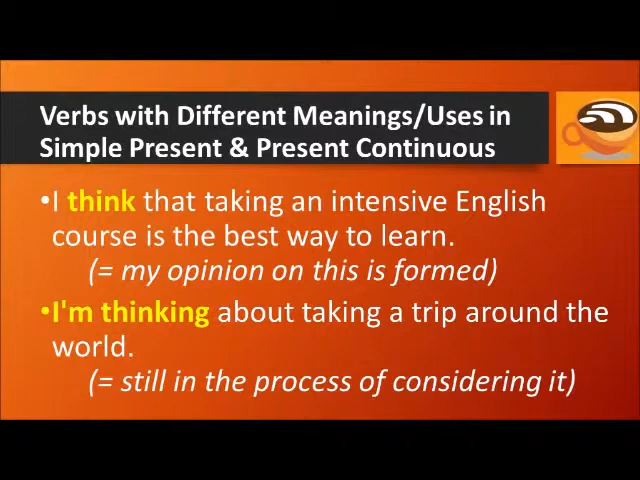 Verbs with Different Meanings/Uses in
Simple Present & Present Continuous
•I think that taking an intensive English
course is the best way to learn.
(= my opinion on this is formed)
•I'm thinking about taking a trip around the
world.
(= still in the process of considering it)